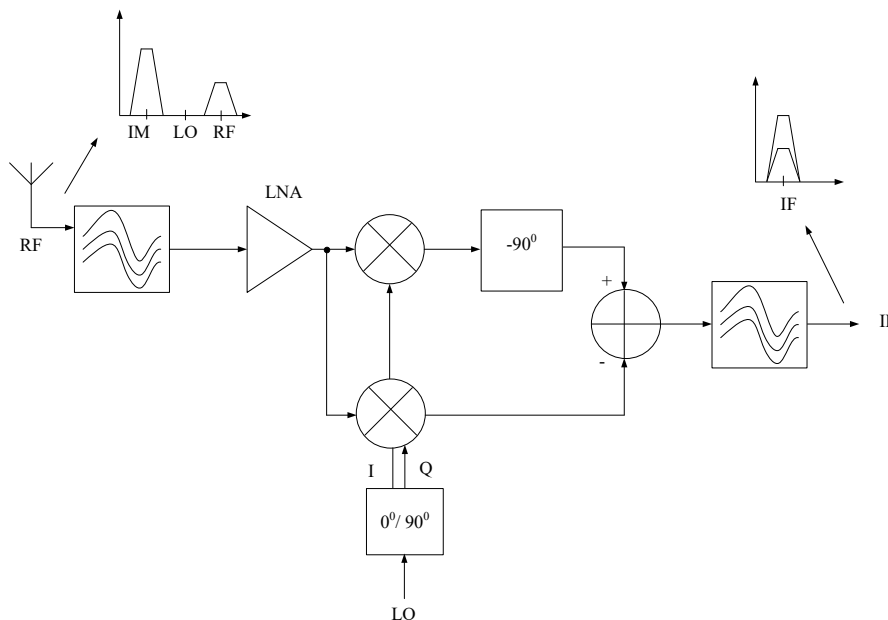 IM LO RF
IF
LNA
RF
-90⁰
+
-
I Q
0⁰/ 90⁰
LO